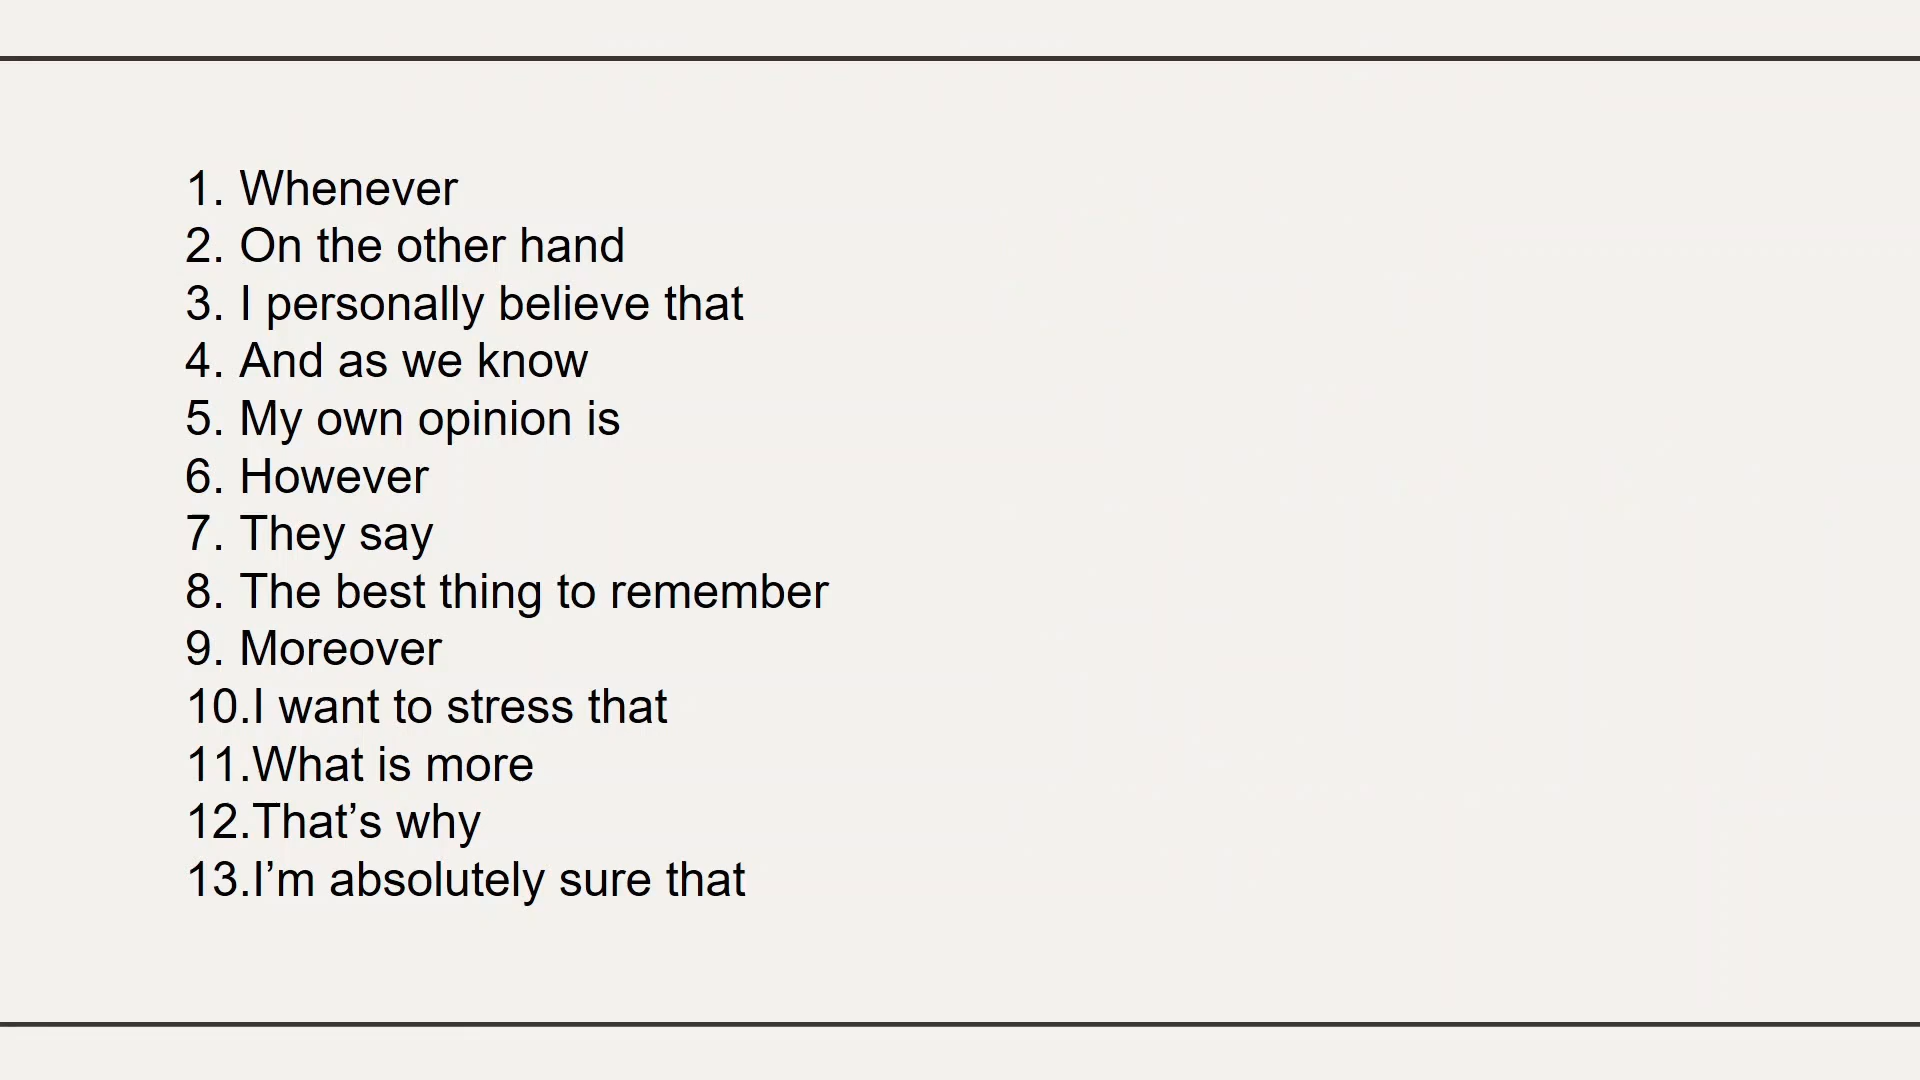 1. Whenever
2. On the other hand
3. I personally believe that
4. And as we know
5. My own opinion is
6. However
7. They say
8. The best thing to remember
9. Moreover
10.I want to stress that
11.What is more
12.That’s why
13.I’m absolutely sure that